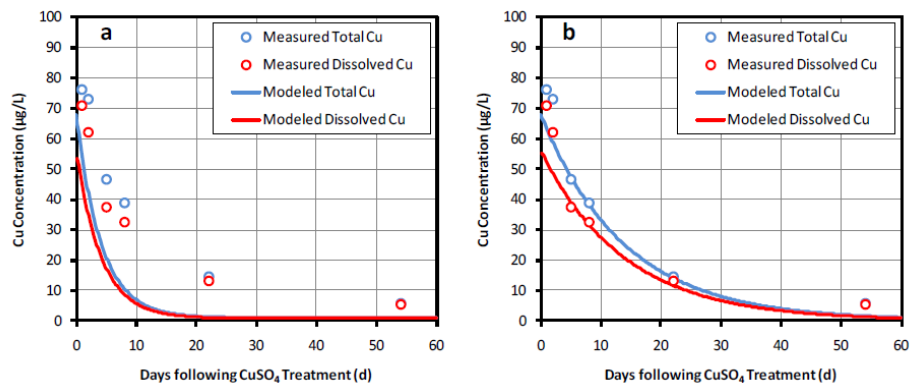 a
Measured Total Cu
Measured Dissolved Cu
Modeled Total Cu
Modeled Dissolved Cu
Cu Concentration (µg/L)
100
90
80
70
60
50
40
30
20
10
0
0 10 20 30 40 50 60
Days following CuSO₄ Treatment (d)
b
Measured Total Cu
Measured Dissolved Cu
Modeled Total Cu
Modeled Dissolved Cu
Cu Concentration (µg/L)
100
90
80
70
60
50
40
30
20
10
0
0 10 20 30 40 50 60
Days following CuSO₄ Treatment (d)